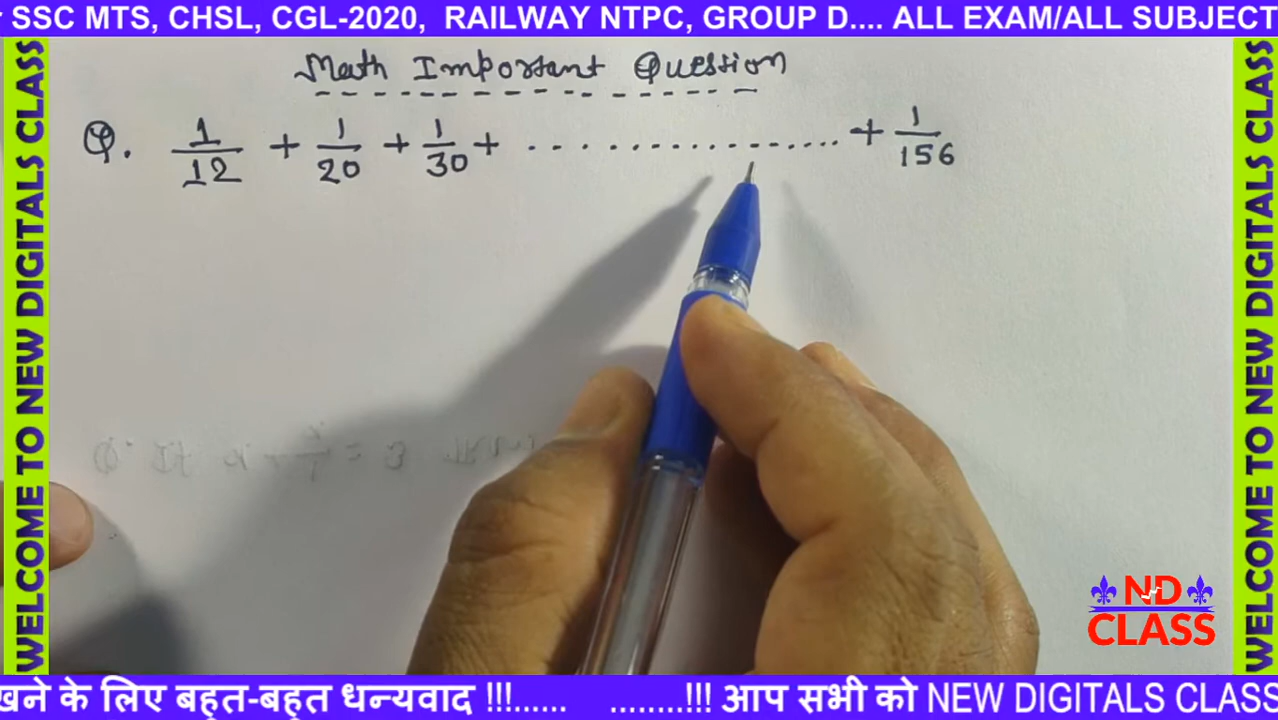 SSC MTS, CHSL, CGL-2020, RAILWAY NTPC, GROUP D.... ALL EXAM/ALL SUBJECT
WELCOME TO NEW DIGITALS CLASS
Math Important Question
Q. 1/12 + 1/20 + 1/30 + .................. + 1/156
ND
CLASS
WELCOME TO NEW DIGITALS CLASS
के लिए बहुत-बहुत धन्यवाद !!!...... ........!!! आप सभी को NEW DIGITALS CLASS